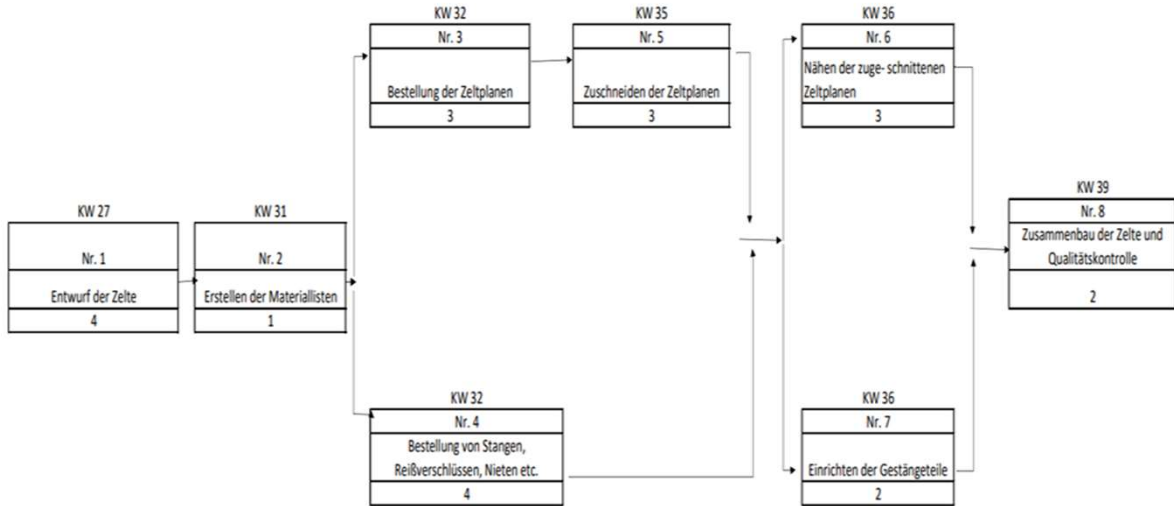 KW 27
Nr. 1
Entwurf der Zelte
4
KW 31
Nr. 2
Erstellen der Materiallisten
1
KW 32
Nr. 3
Bestellung der Zeltplanen
3
KW 35
Nr. 5
Zuschneiden der Zeltplanen
3
KW 32
Nr. 4
Bestellung von Stangen,
Reißverschlüssen, Nieten etc.
4
KW 36
Nr. 6
Nähen der zuge- schnittenen
Zeltplanen
3
KW 36
Nr. 7
Einrichten der Gestängeteile
2
KW 39
Nr. 8
Zusammenbau der Zelte und
Qualitätskontrolle
2